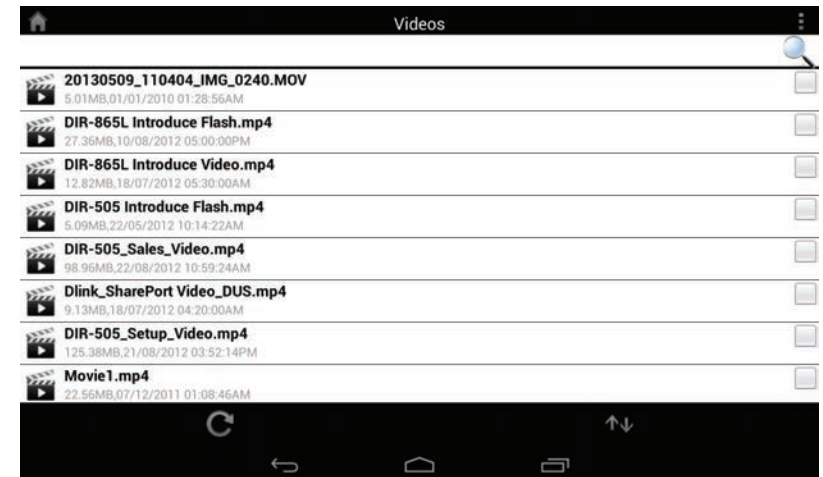 Videos
20130509_110404_IMG_0240.MOV
5.01MB,01/01/2010 01:28:56AM
DIR-865L Introduce Flash.mp4
27.36MB,10/08/2012 05:00:00PM
DIR-865L Introduce Video.mp4
12.82MB,18/07/2012 05:30:00AM
DIR-505 Introduce Flash.mp4
5.09MB,22/05/2012 10:14:22AM
DIR-505_Sales_Video.mp4
98.96MB,22/08/2012 10:59:24AM
Dlink_SharePort Video_DUS.mp4
9.13MB,18/07/2012 04:20:00AM
DIR-505_Setup_Video.mp4
125.38MB,21/08/2012 03:52:14PM
Movie1.mp4
22.56MB,07/12/2011 01:08:46AM